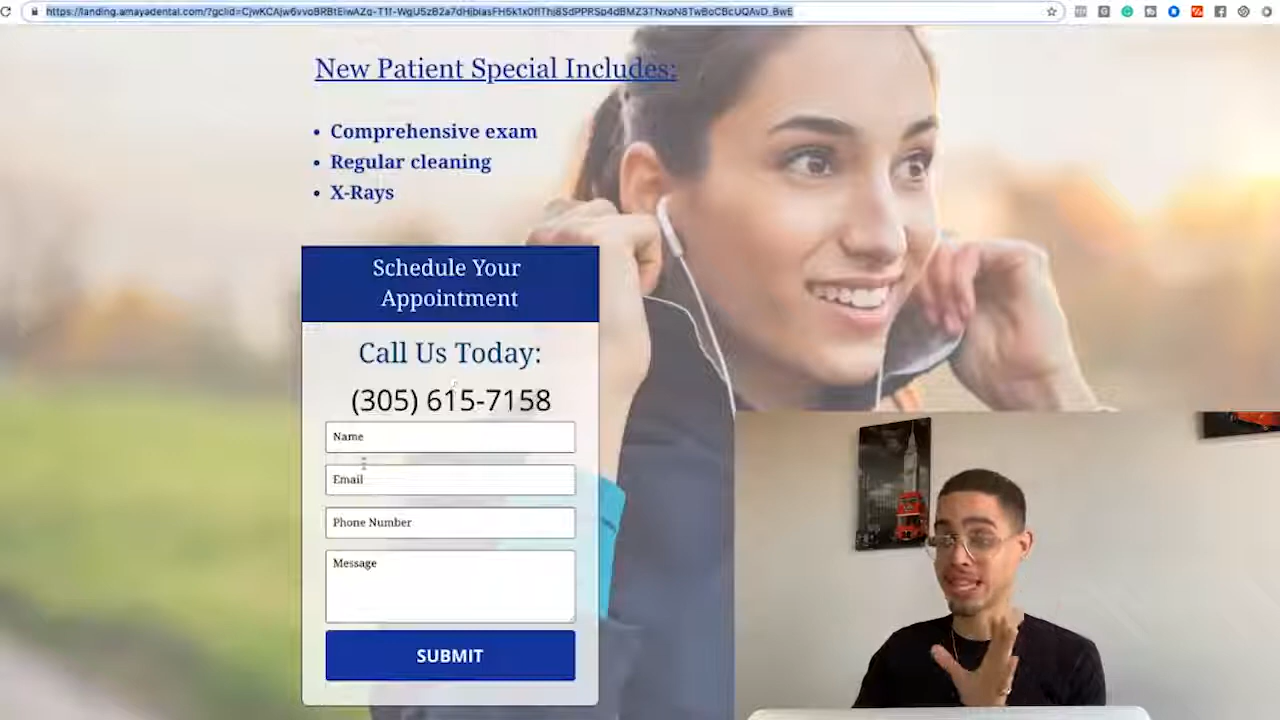 New Patient Special Includes:
• Comprehensive exam
• Regular cleaning
• X-Rays
Schedule Your
Appointment
Call Us Today:
(305) 615-7158
Name
Email
Phone Number
Message
SUBMIT